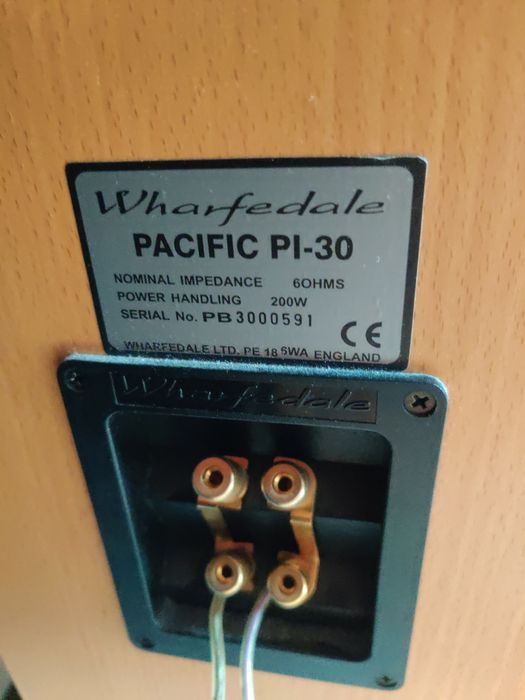 Wharfedale
PACIFIC PI-30
NOMINAL IMPEDANCE 6OHMS
POWER HANDLING 200W
SERIAL No. PB3000591
CE
WHARFEDALE LTD. PE 18 6WA ENGLAND
Wharfedale